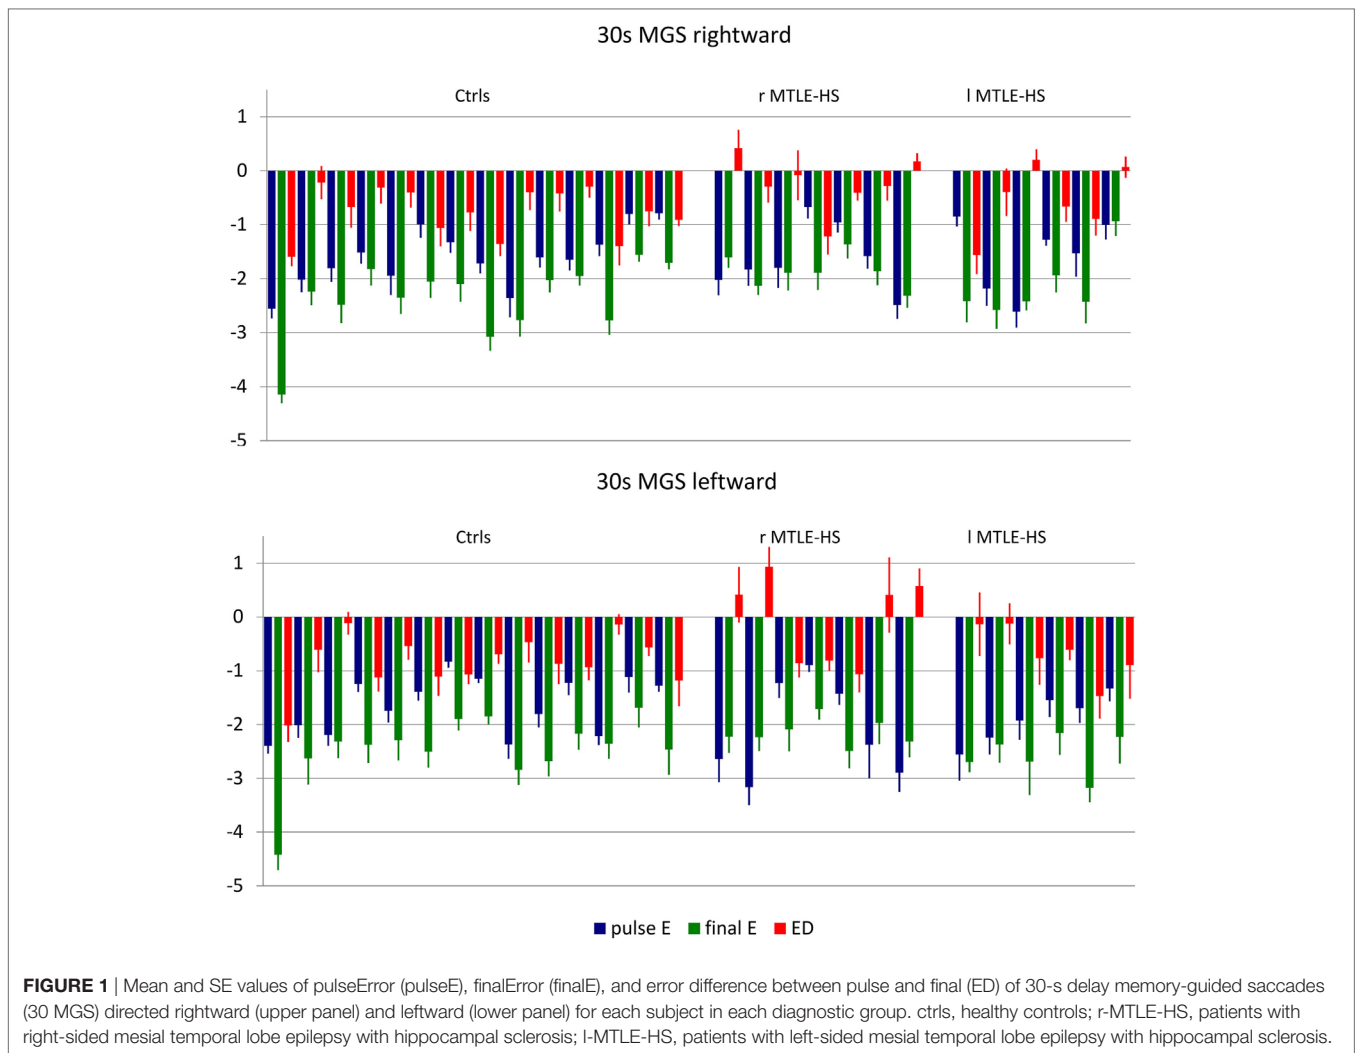 30s MGS rightward
Ctrls r MTLE-HS l MTLE-HS
1
0
-1
-2
-3
-4
-5
30s MGS leftward
Ctrls r MTLE-HS l MTLE-HS
1
0
-1
-2
-3
-4
-5
pulse E final E ED
FIGURE 1 | Mean and SE values of pulseError (pulseE), finalError (finalE), and error difference between pulse and final (ED) of 30-s delay memory-guided saccades
(30 MGS) directed rightward (upper panel) and leftward (lower panel) for each subject in each diagnostic group. ctrls, healthy controls; r-MTLE-HS, patients with
right-sided mesial temporal lobe epilepsy with hippocampal sclerosis; l-MTLE-HS, patients with left-sided mesial temporal lobe epilepsy with hippocampal sclerosis.